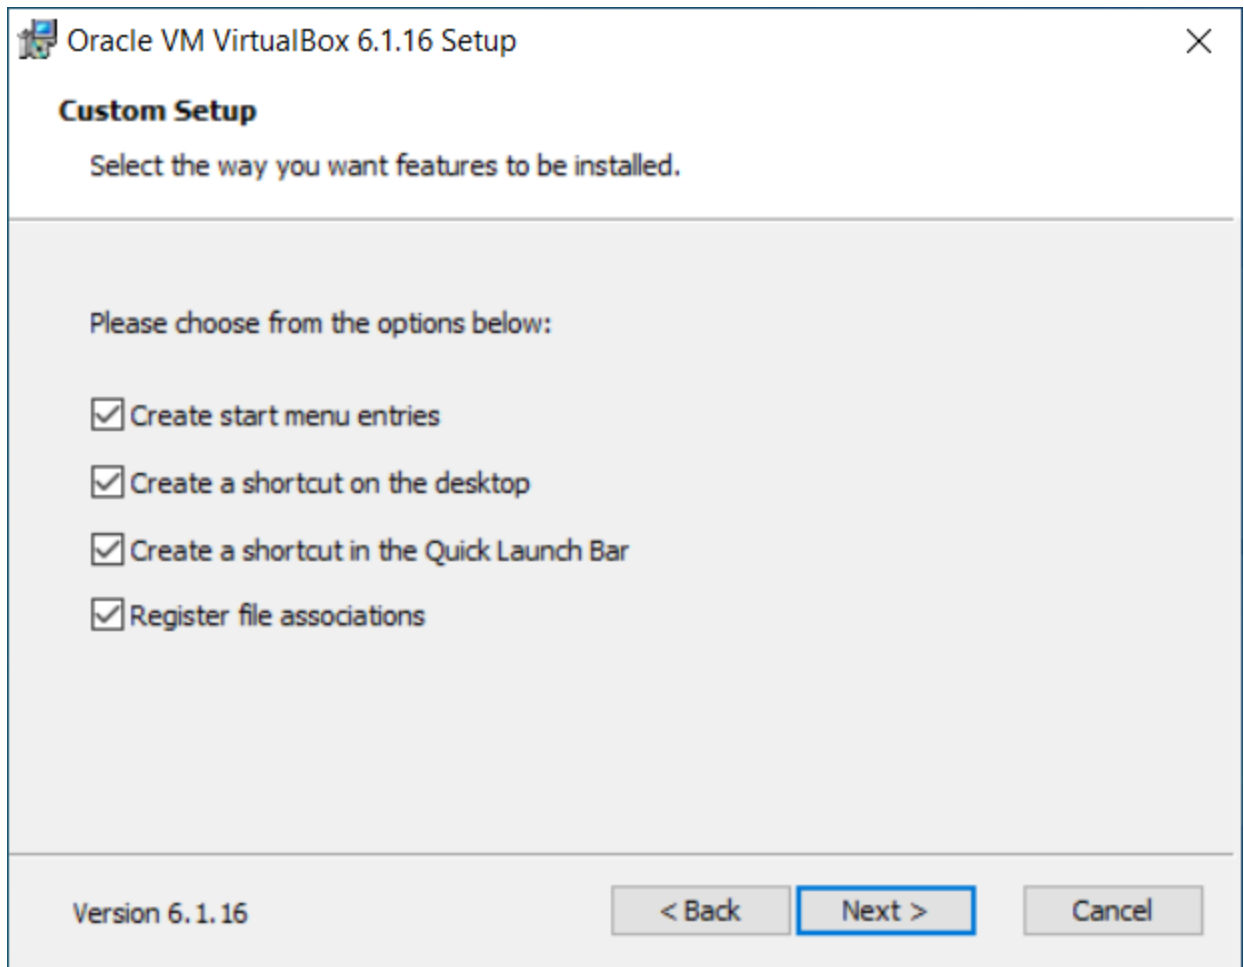 Oracle VM VirtualBox 6.1.16 Setup
Custom Setup
Select the way you want features to be installed.
Please choose from the options below:
Create start menu entries
Create a shortcut on the desktop
Create a shortcut in the Quick Launch Bar
Register file associations
Version 6.1.16
< Back
Next >
Cancel